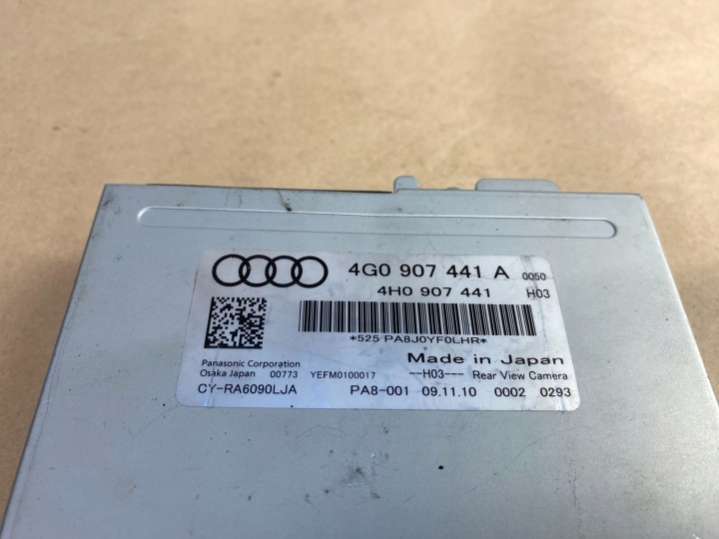 4G0 907 441 A 0050
4H0 907 441 H03
*525 PA8J0YF0LHR*
Made in Japan
Panasonic Corporation
Osaka Japan 00773 YEFM0100017 --H03--- Rear View Camera
CY-RA6090LJA PA8-001 09.11.10 0002 0293